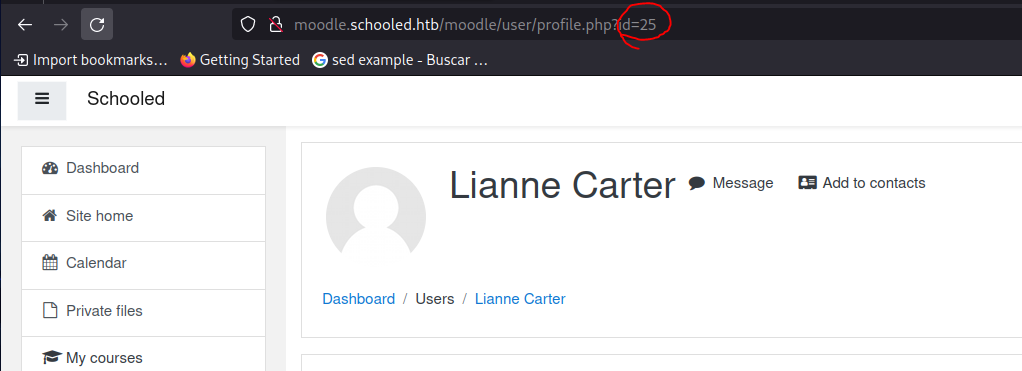 moodle.schooled.htb/moodle/user/profile.php?id=25
Import bookmarks... Getting Started sed example - Buscar ...
Schooled
Dashboard
Site home
Calendar
Private files
My courses
Lianne Carter Message Add to contacts
Dashboard / Users / Lianne Carter